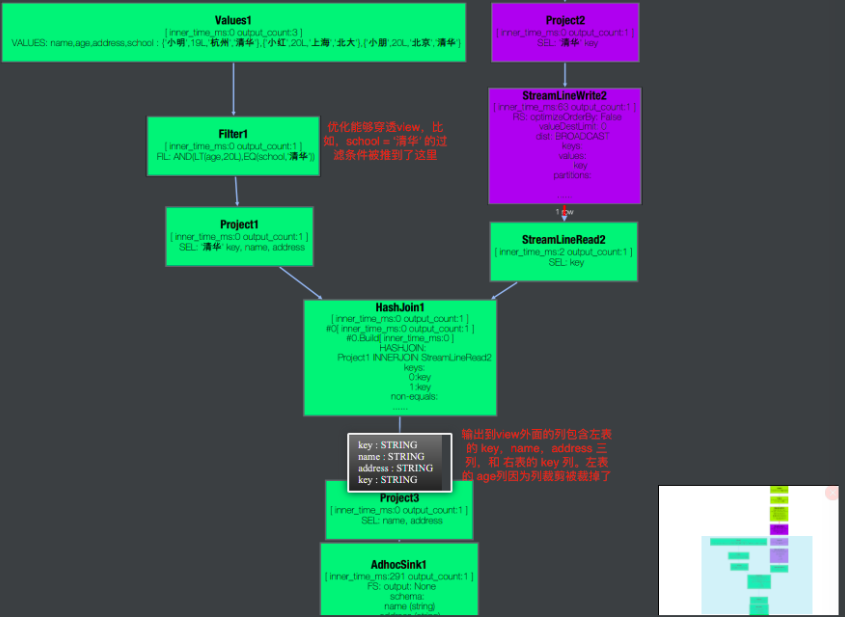 Values1
[ inner_time_ms:0 output_count:3 ]
VALUES: name,age,address,school : {'小明',19L,'杭州','清华'},{'小红',20L,'上海','北大'},{'小朋',20L,'北京','清华'}
Filter1
[ inner_time_ms:0 output_count:1 ]
FIL: AND(LT(age,20L),EQ(school,'清华'))
优化能够穿透view，比
如，school = '清华' 的过
滤条件被推到了这里
Project1
[ inner_time_ms:0 output_count:1 ]
SEL: '清华' key, name, address
Project2
[ inner_time_ms:0 output_count:1 ]
SEL: '清华' key
StreamLineWrite2
[ inner_time_ms:63 output_count:1 ]
RS: optimizeOrderBy: False
valueDestLimit: 0
dist: BROADCAST
keys
values:
key
partitions:
......
1 row
StreamLineRead2
[ inner_time_ms:2 output_count:1 ]
SEL: key
HashJoin1
[ inner_time_ms:0 output_count:1 ]
#0[ inner_time_ms:0 output_count:1 ]
#0.Build[ inner_time_ms:0 ]
HASHJOIN:
Project1 INNERJOIN StreamLineRead2
keys:
0:key
1:key
non-equals:
......
key : STRING
name : STRING
address : STRING
key : STRING
输出到view外面的列包含左表
的 key，name，address 三
列，和 右表的 key 列。左表
的 age列因为列裁剪被裁掉了
Project3
[ inner_time_ms:0 output_count:1 ]
SEL: name, address
AdhocSink1
[ inner_time_ms:291 output_count:1 ]
FS: output: None
schema:
name (string)
address (string)